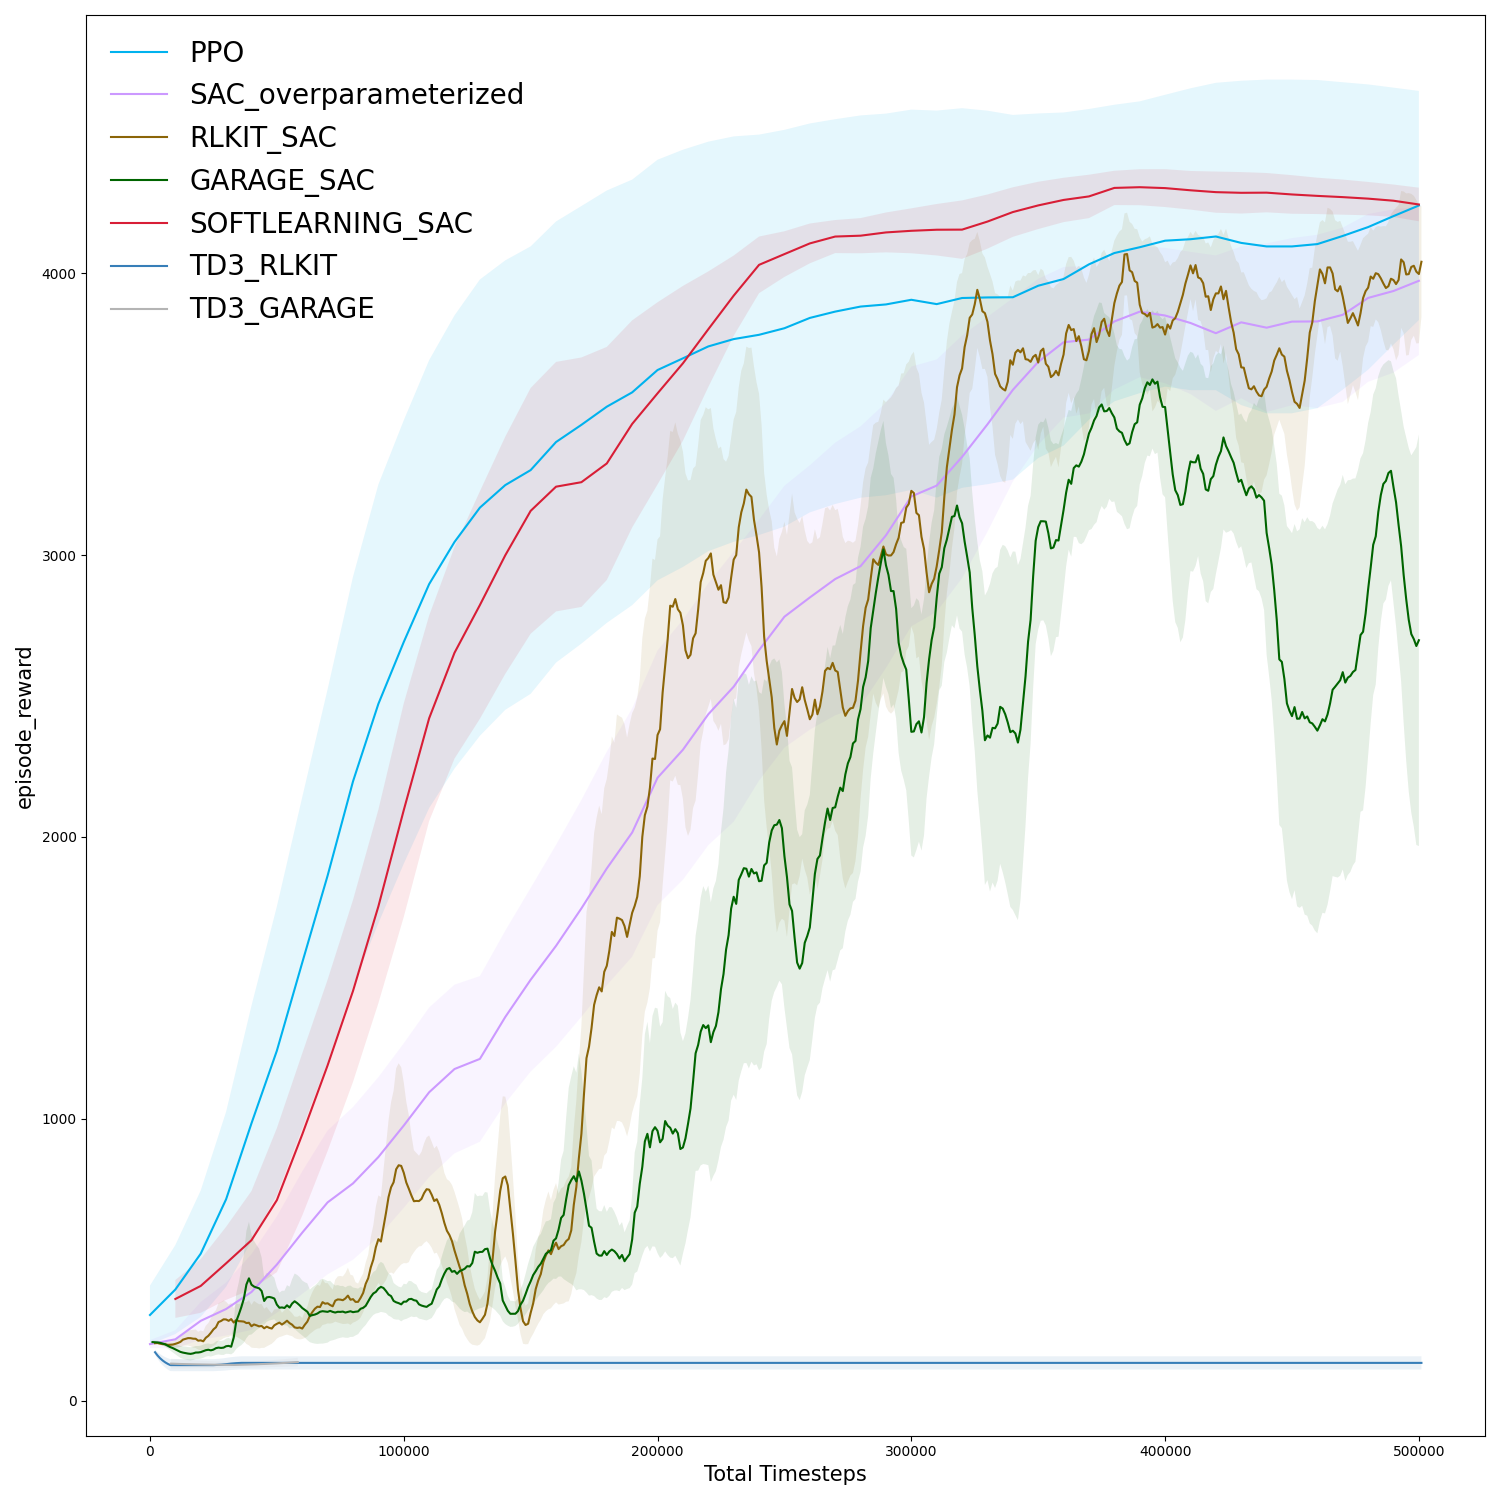 PPO
SAC_overparameterized
RLKIT_SAC
GARAGE_SAC
SOFTLEARNING_SAC
TD3_RLKIT
TD3_GARAGE
4000
3000
2000
1000
0
episode_reward
0 100000 200000 300000 400000 500000
Total Timesteps